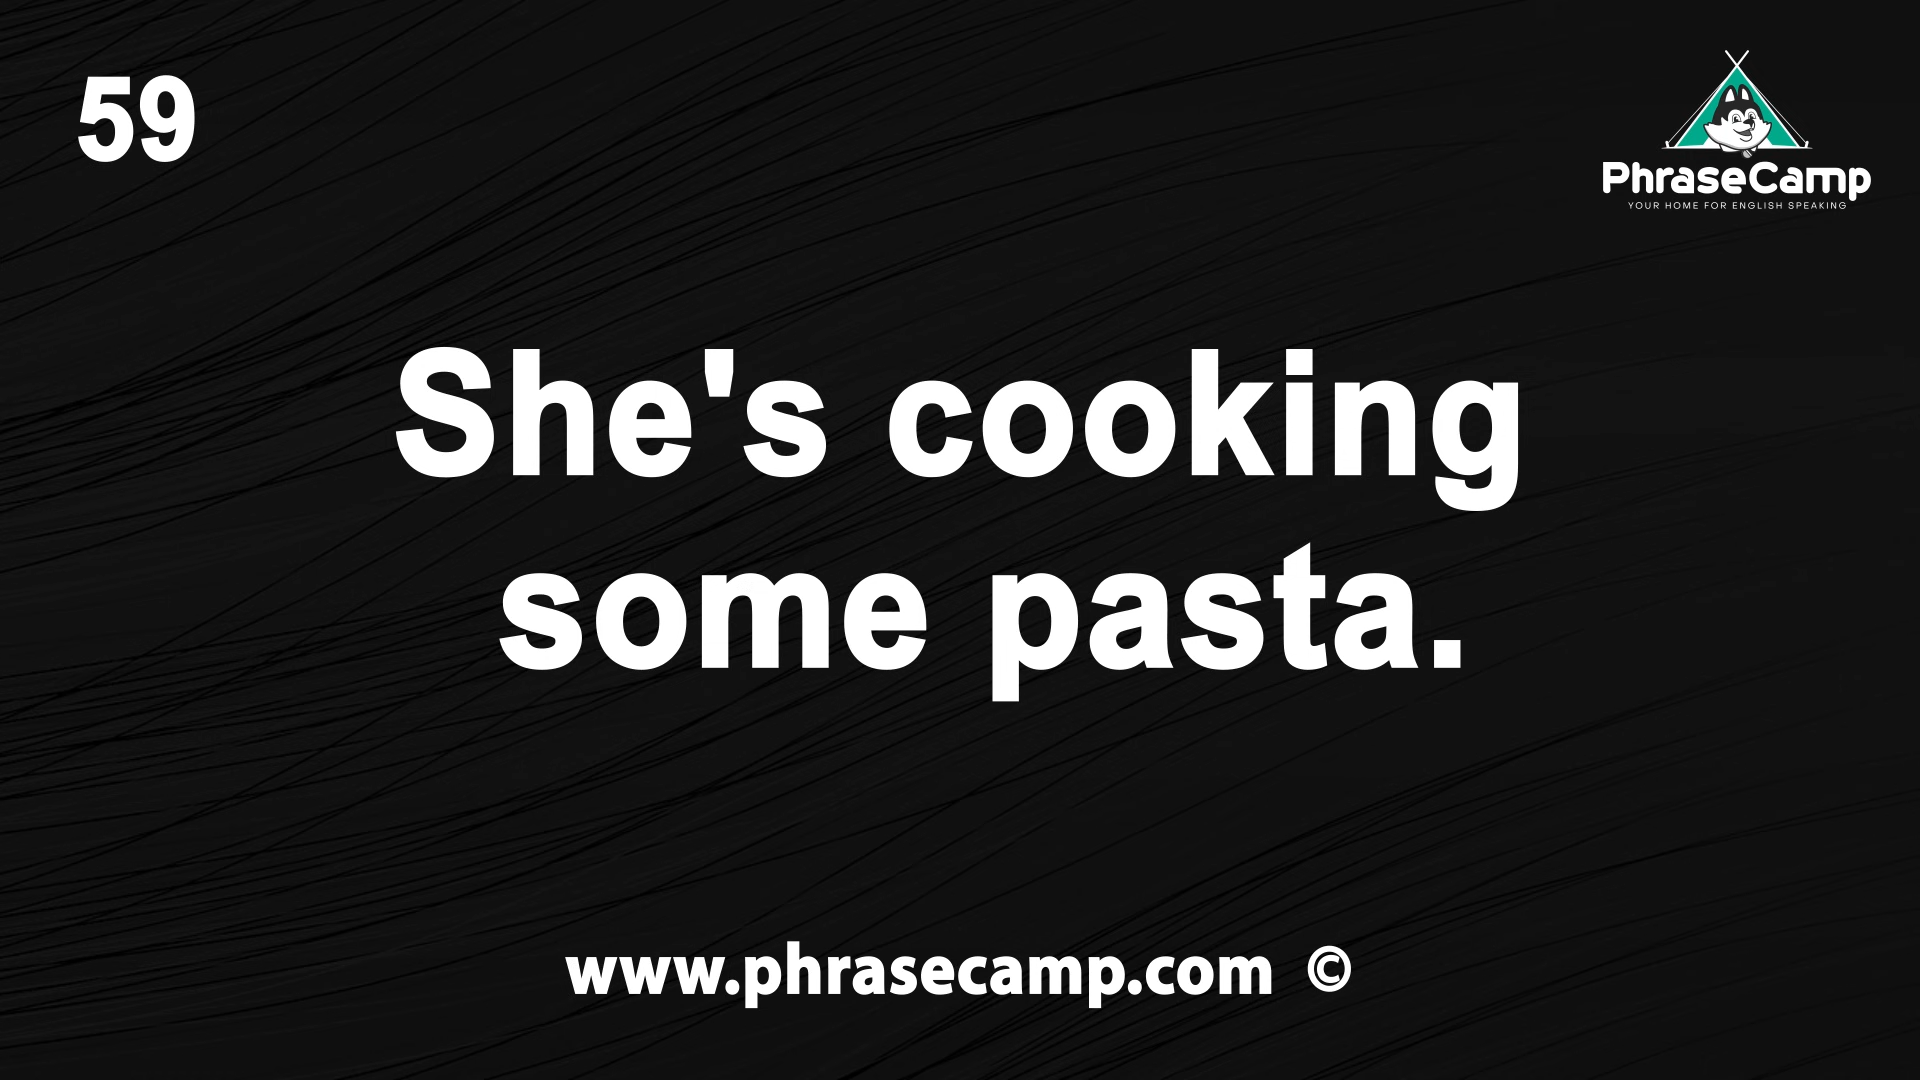 59
PhraseCamp
YOUR HOME FOR ENGLISH SPEAKING
She's cooking
some pasta.
www.phrasecamp.com ©